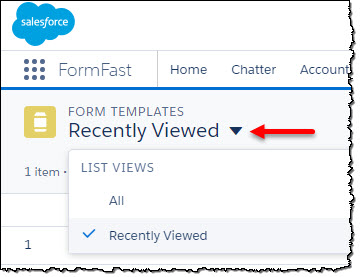 salesforce
FormFast Home Chatter Account
FORM TEMPLATES
Recently Viewed
1 item •
LIST VIEWS
All
1 Recently Viewed